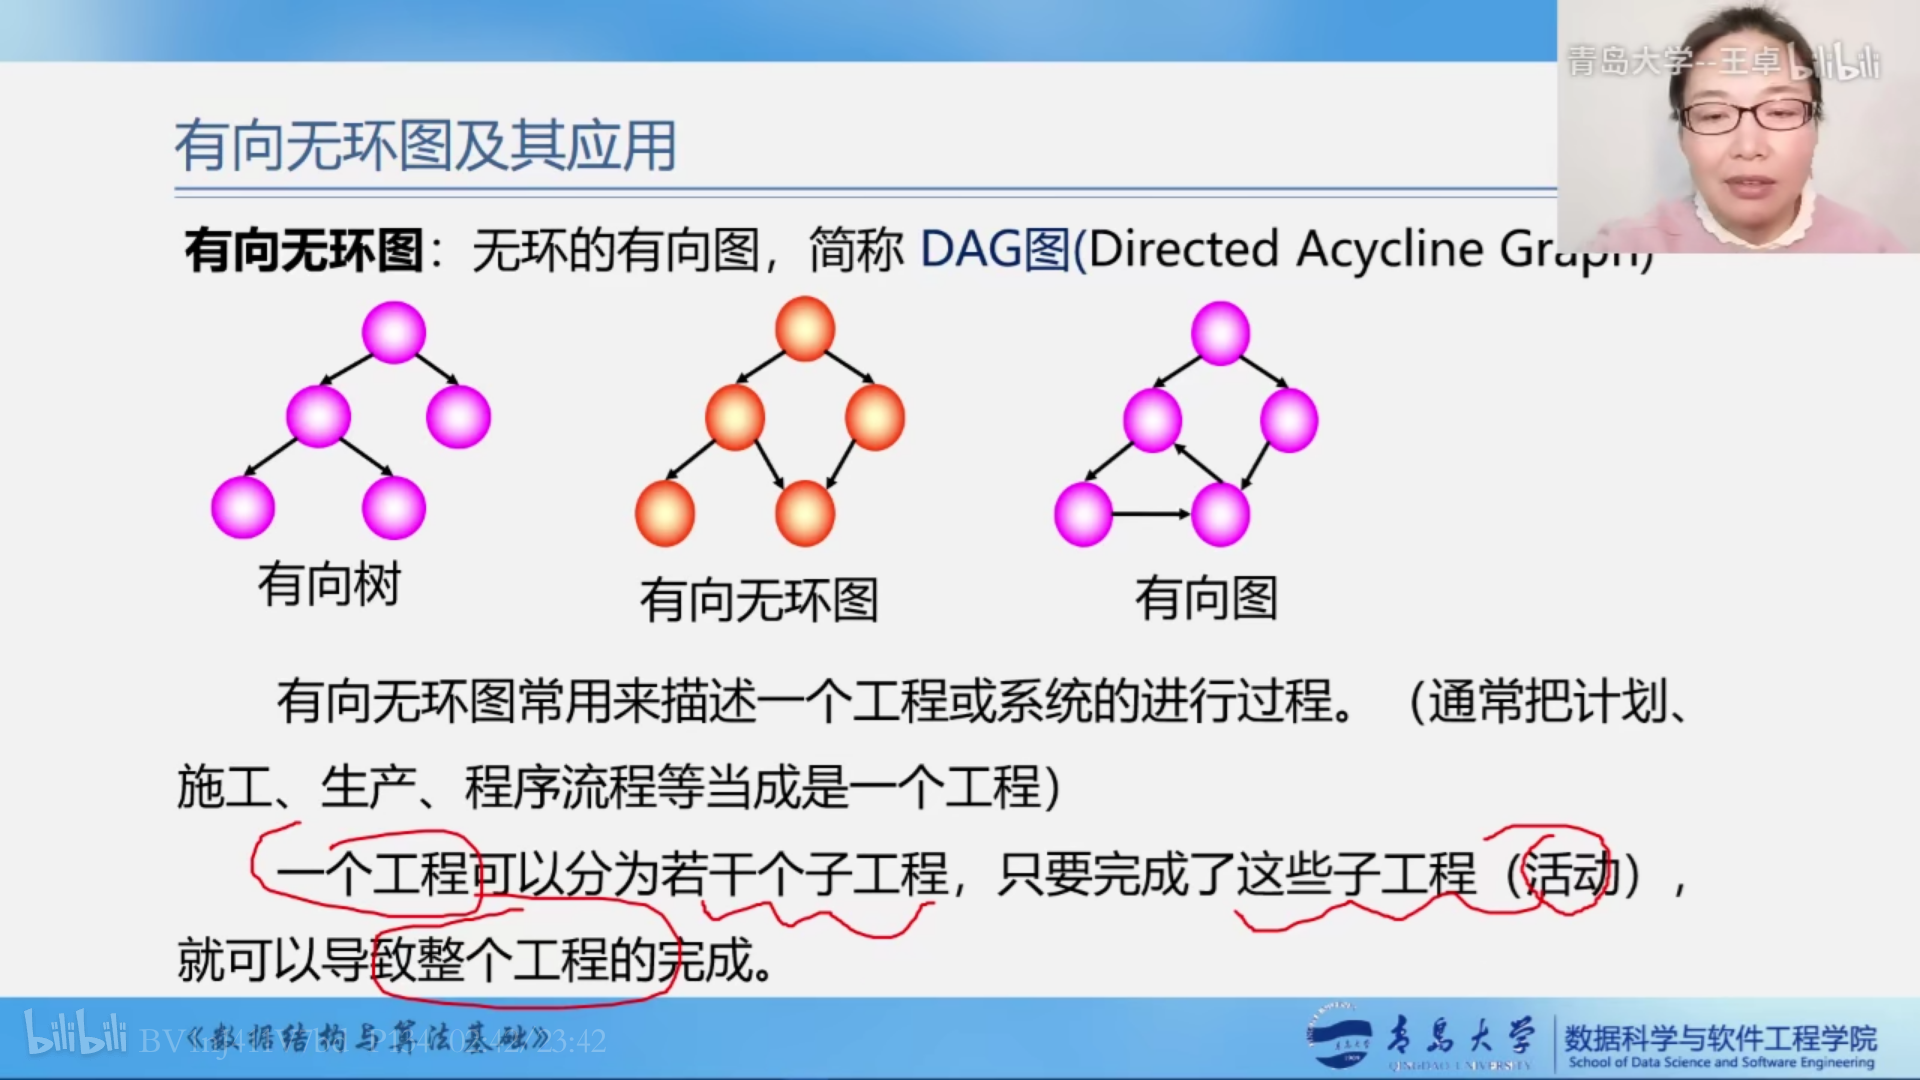 青岛大学--王卓 bilibili
有向无环图及其应用
有向无环图：无环的有向图，简称 DAG图(Directed Acycline Graph)
有向树
有向无环图
有向图
有向无环图常用来描述一个工程或系统的进行过程。（通常把计划、
施工、生产、程序流程等当成是一个工程）
一个工程可以分为若干个子工程，只要完成了这些子工程（活动），
就可以导致整个工程的完成。
bilibili
《数据结构与算法基础》
23:42
青岛大学
QINGDAO UNIVERSITY
数据科学与软件工程学院
School of Data Science and Software Engineering